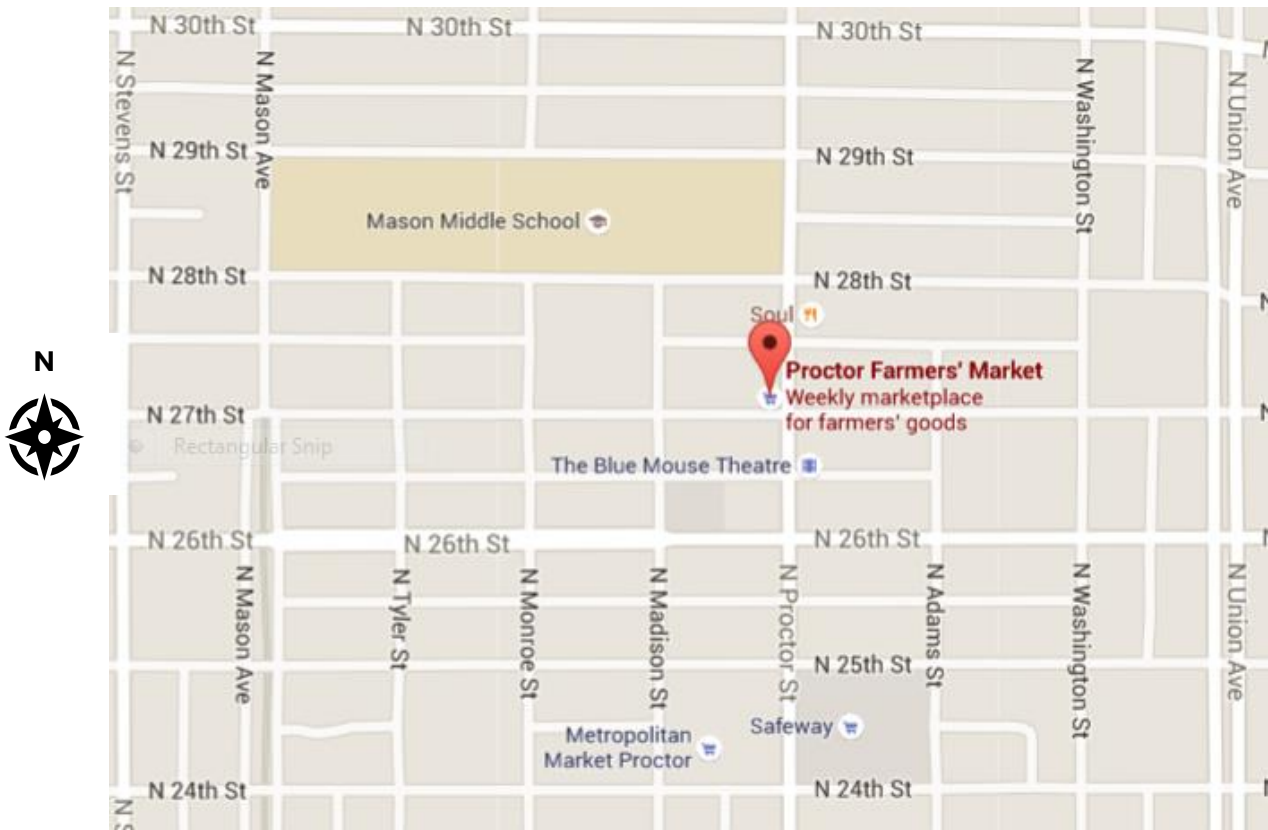 N 30th St
N 30th St
N 30th St
N Stevens St
N Mason Ave
N Washington St
N Union Ave
N 29th St
N 29th St
Mason Middle School
N 28th St
N 28th St
Soul
N
Proctor Farmers' Market
Weekly marketplace
for farmers' goods
N 27th St
Rectangular Snip
The Blue Mouse Theatre
N 26th St
N 26th St
N 26th St
N Mason Ave
N Tyler St
N Monroe St
N Madison St
N Proctor St
N Adams St
N Washington St
N Union Ave
N 25th St
Metropolitan
Market Proctor
Safeway
N 24th St
N 24th St